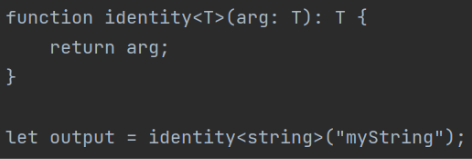 function identity<T>(arg: T): T {
    return arg;
}
let output = identity<string>("myString");